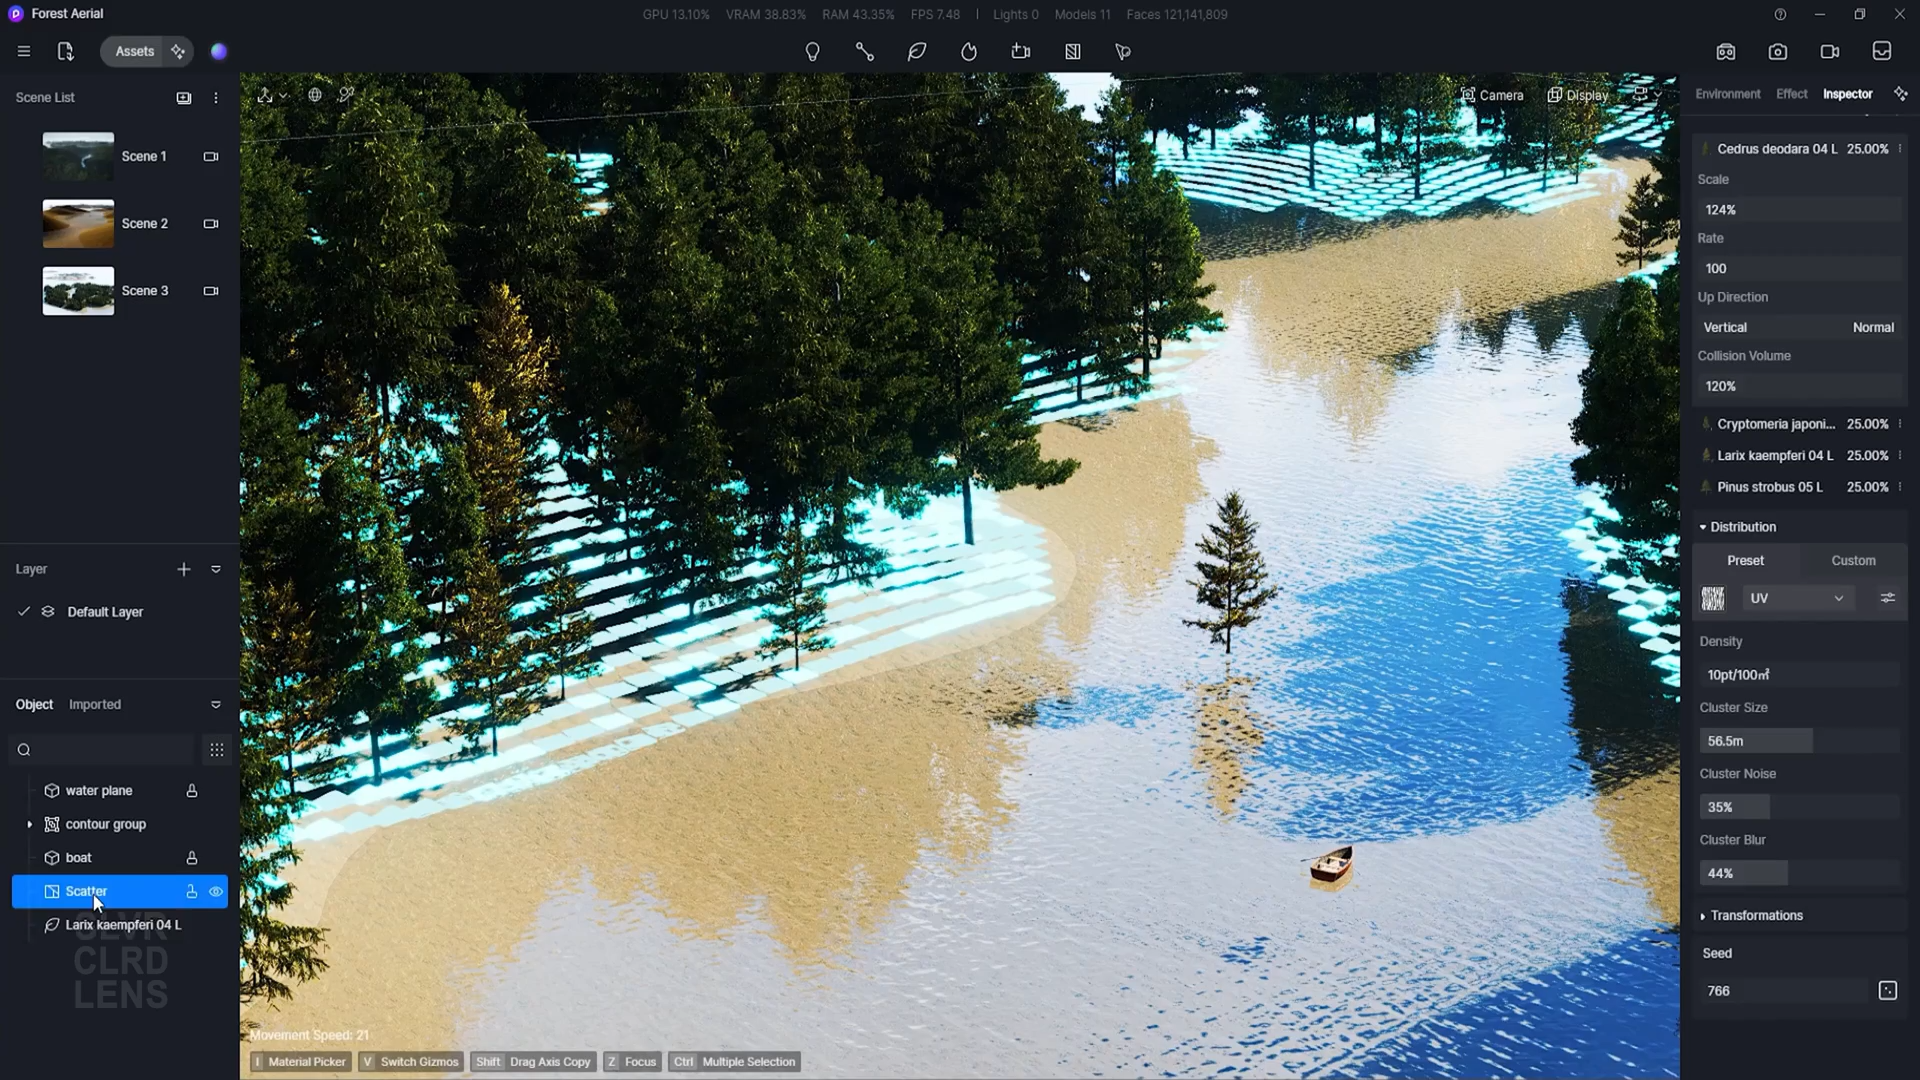 Forest Aerial
GPU 13.10% VRAM 38.83% RAM 43.35% FPS 7.48 | Lights 0 Models 11 Faces 121,141,809
Assets
Scene List
Scene 1
Scene 2
Scene 3
Layer
Default Layer
Object Imported
water plane
contour group
boat
Scatter
Larix kaempferi 04 L
SLVR
CLRD
LENS
Camera Display
Movement Speed: 21
I Material Picker V Switch Gizmos Shift Drag Axis Copy Z Focus Ctrl Multiple Selection
Environment Effect Inspector
Cedrus deodara 04 L 25.00%
Scale
124%
Rate
100
Up Direction
Vertical Normal
Collision Volume
120%
Cryptomeria japoni... 25.00%
Larix kaempferi 04 L 25.00%
Pinus strobus 05 L 25.00%
Distribution
Preset Custom
UV
Density
10pt/100㎡
Cluster Size
56.5m
Cluster Noise
35%
Cluster Blur
44%
Transformations
Seed
766